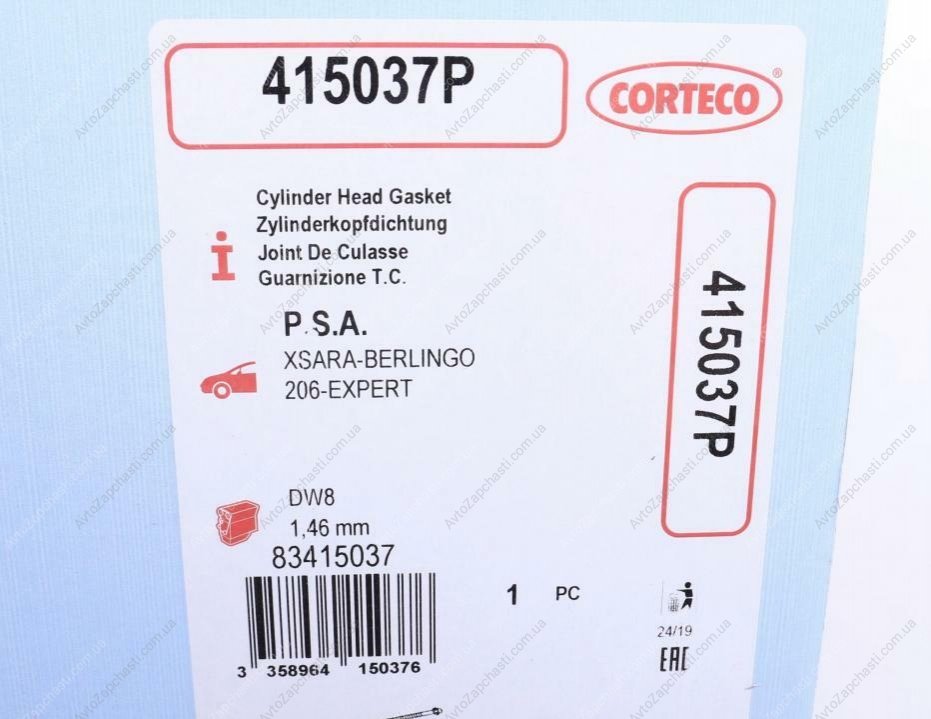 415037P
CORTECO®
Cylinder Head Gasket
Zylinderkopfdichtung
Joint De Culasse
Guarnizione T.C.
P.S.A.
XSARA-BERLINGO
206-EXPERT
415037P
DW8
1,46 mm
83415037
1 PC
24/19
EAC
3 358964 150376
AvtoZapchasti.com.ua